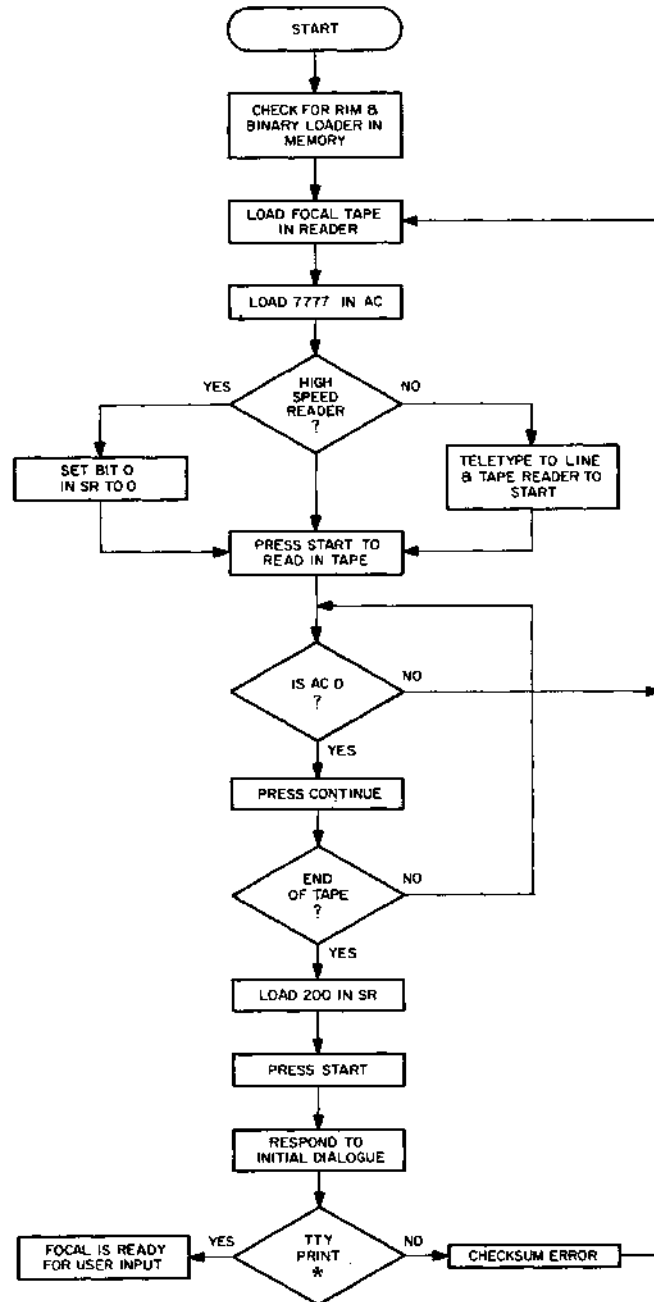 START
CHECK FOR RIM &
BINARY LOADER IN
MEMORY
LOAD FOCAL TAPE
IN READER
LOAD 7777 IN AC
YES
HIGH
SPEED
READER
?
NO
SET BIT 0
IN SR TO 0
TELETYPE TO LINE
& TAPE READER TO
START
PRESS START TO
READ IN TAPE
IS AC 0
?
NO
YES
PRESS CONTINUE
END
OF TAPE
?
NO
YES
LOAD 200 IN SR
PRESS START
RESPOND TO
INITIAL DIALOGUE
FOCAL IS READY
FOR USER INPUT
YES
TTY
PRINT
*
NO
CHECKSUM ERROR